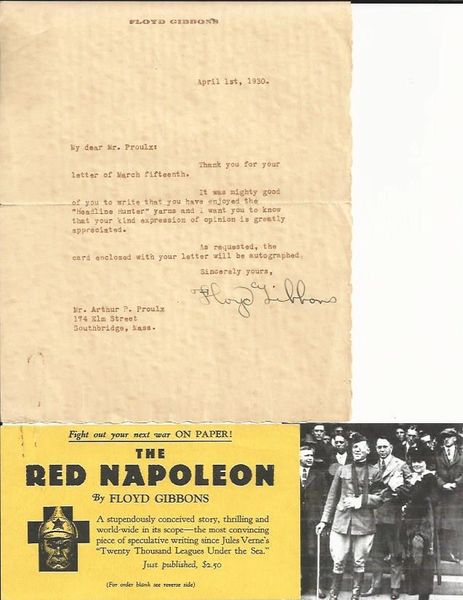 FLOYD GIBBONS
April 1st, 1930.
My dear Mr. Proulx:
Thank you for your
letter of March fifteenth.
It was mighty good
of you to write that you have enjoyed the
"Headline Hunter" yarns and I want you to know
that your kind expression of opinion is greatly
appreciated.
As requested, the
card enclosed with your letter will be autographed.
Sincerely yours,
Floyd Gibbons
Mr. Arthur P. Proulx
174 Elm Street
Southbridge, Mass.
Fight out your next war ON PAPER!
THE
RED NAPOLEON
By FLOYD GIBBONS
A stupendously conceived story, thrilling and
world-wide in its scope—the most convincing
piece of speculative writing since Jules Verne's
"Twenty Thousand Leagues Under the Sea."
Just published, $2.50
(For order blank see reverse side)